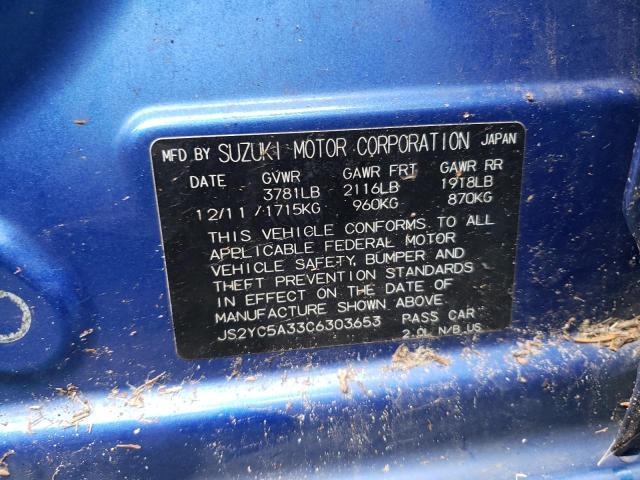 MFD BY SUZUKI MOTOR CORPORATION JAPAN
DATE GVWR GAWR FRT GAWR RR
3781LB 2116LB 1918LB
12/11/1715KG 960KG 870KG
THIS VEHICLE CONFORMS TO ALL
APPLICABLE FEDERAL MOTOR
VEHICLE SAFETY, BUMPER AND
THEFT PREVENTION STANDARDS
IN EFFECT ON THE DATE OF
MANUFACTURE SHOWN ABOVE.
JS2YC5A33C6303653 PASS CAR
2.0L N/B,US